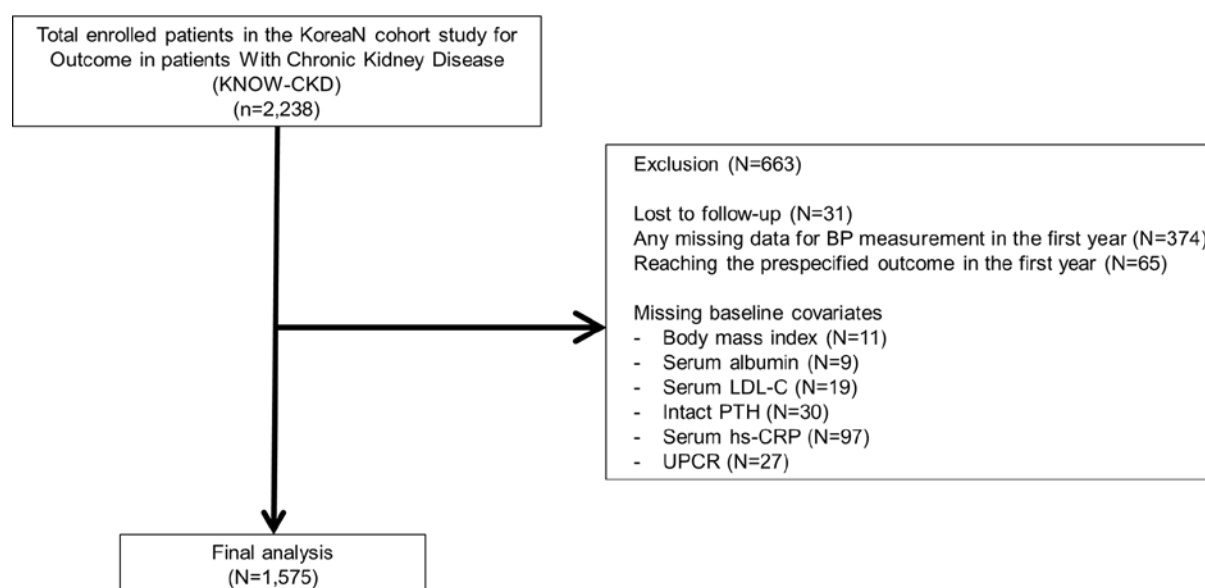 Total enrolled patients in the KoreaN cohort study for
Outcome in patients With Chronic Kidney Disease
(KNOW-CKD)
(n=2,238)
Exclusion (N=663)
Lost to follow-up (N=31)
Any missing data for BP measurement in the first year (N=374)
Reaching the prespecified outcome in the first year (N=65)
Missing baseline covariates
- Body mass index (N=11)
- Serum albumin (N=9)
- Serum LDL-C (N=19)
- Intact PTH (N=30)
- Serum hs-CRP (N=97)
- UPCR (N=27)
Final analysis
(N=1,575)